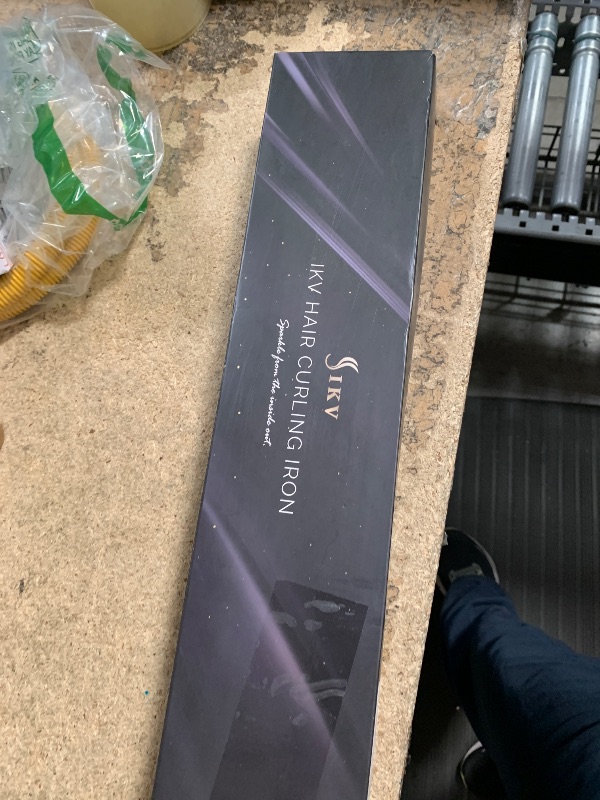 IKV
IKV HAIR CURLING IRON
Sparkle from the inside out.